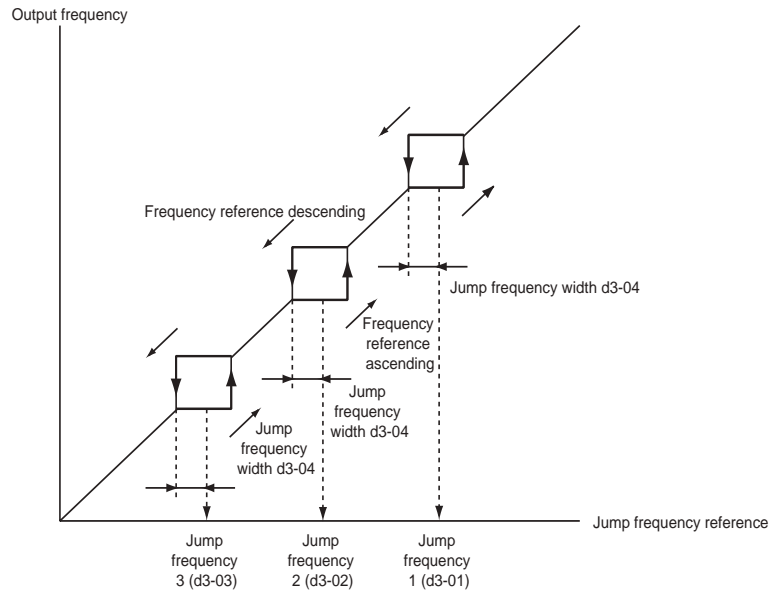 Output frequency
Frequency reference descending
Jump frequency width d3-04
Frequency
reference
ascending
Jump
frequency
width d3-04
Jump
frequency
width d3-04
Jump frequency reference
Jump
frequency
3 (d3-03)
Jump
frequency
2 (d3-02)
Jump
frequency
1 (d3-01)